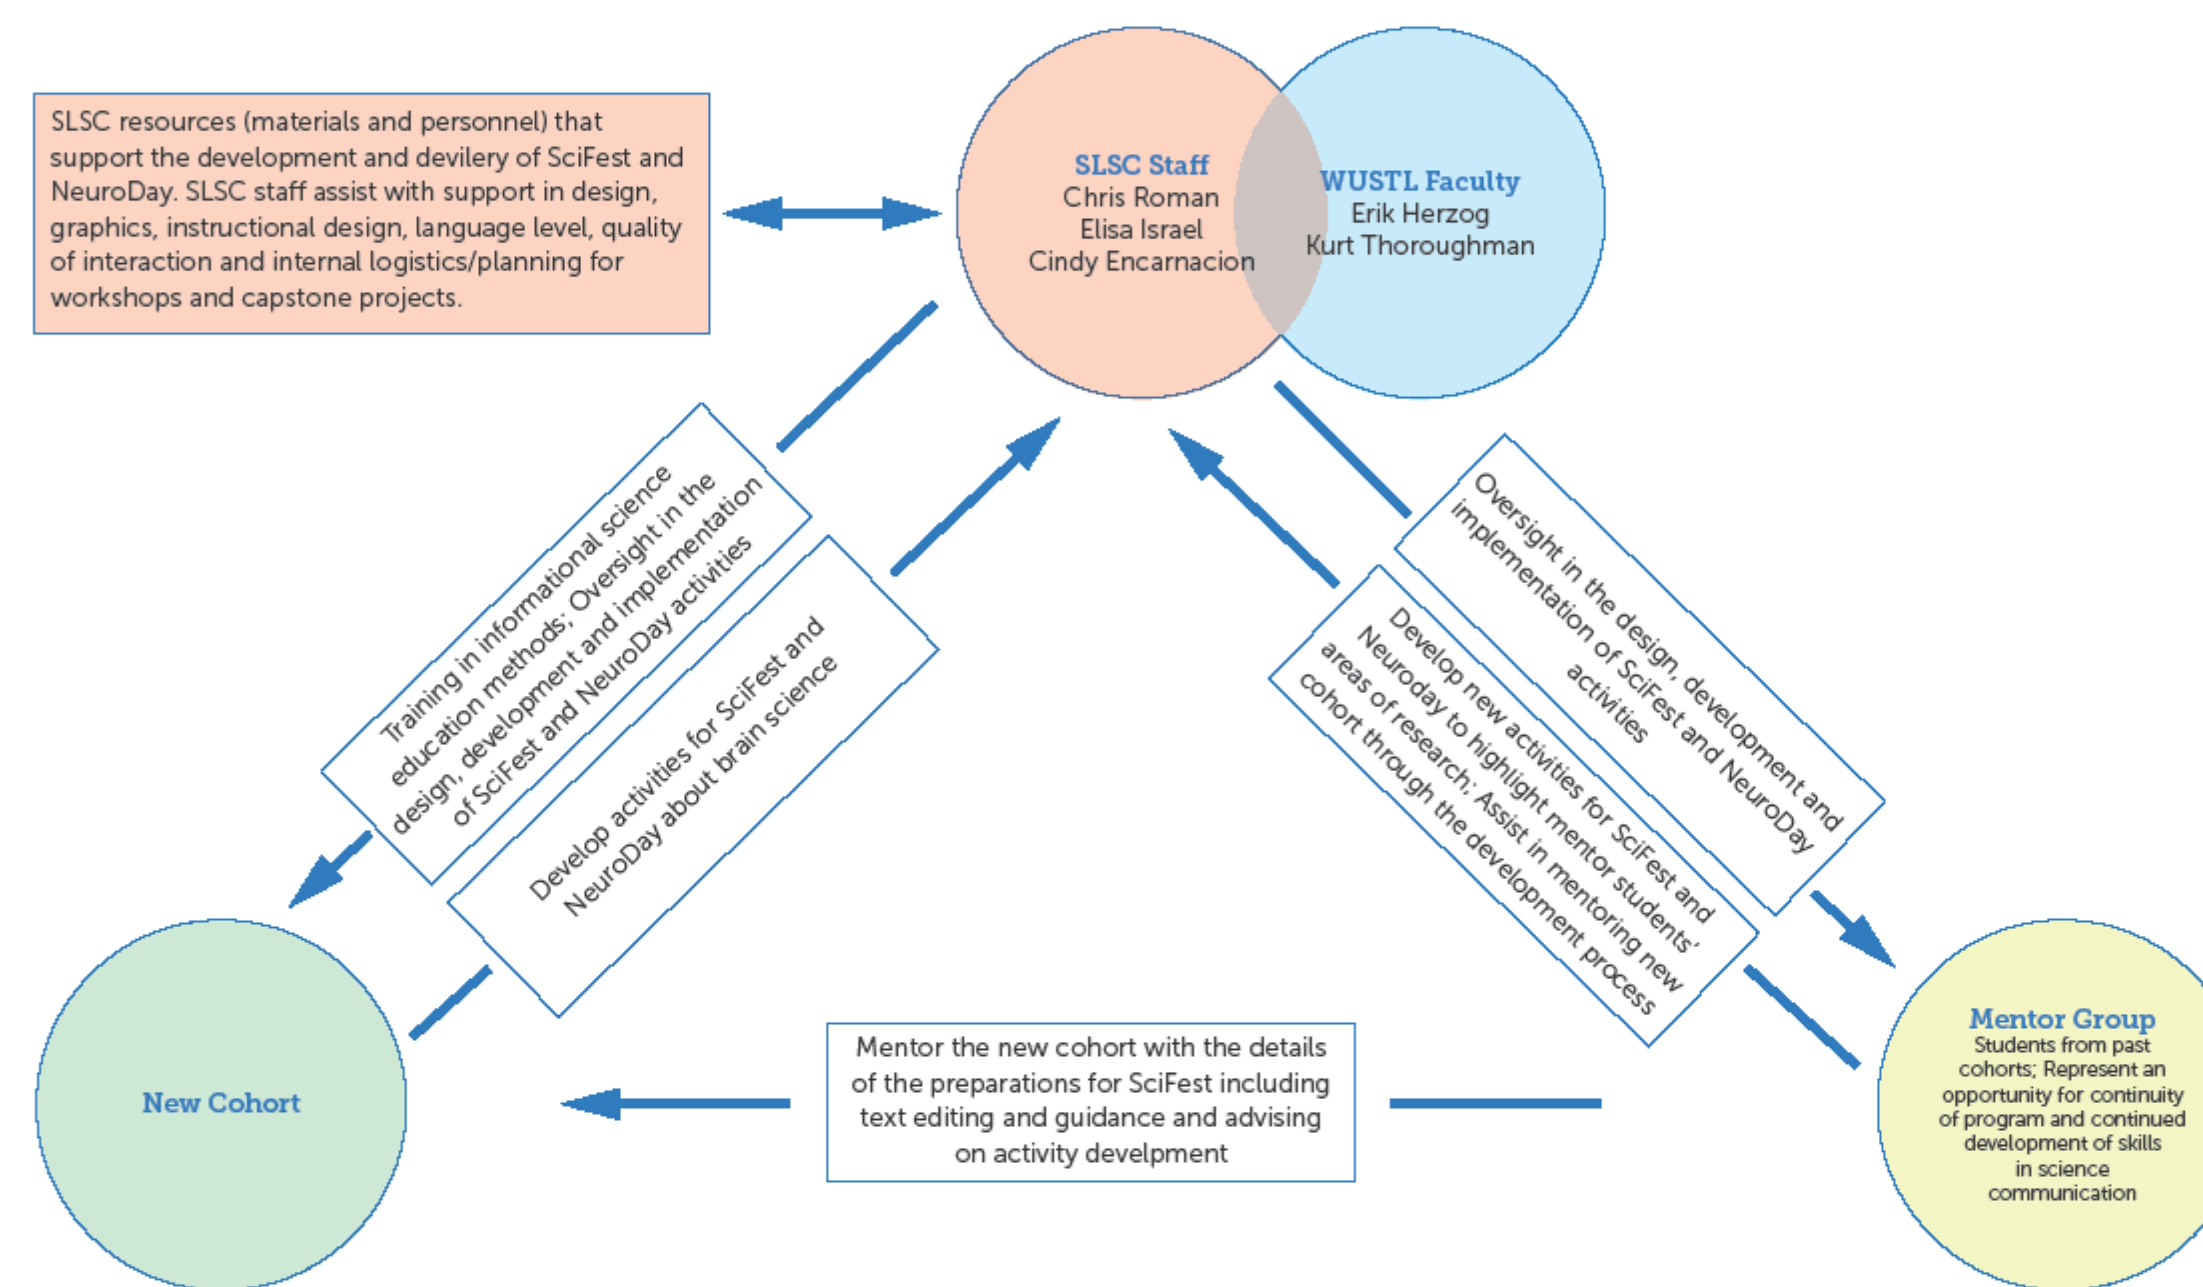 SLSC resources (materials and personnel) that
support the development and devilery of SciFest and
NeuroDay. SLSC staff assist with support in design,
graphics, instructional design, language level, quality
of interaction and internal logistics/planning for
workshops and capstone projects.
SLSC Staff
Chris Roman
Elisa Israel
Cindy Encarnacion
WUSTL Faculty
Erik Herzog
Kurt Thoroughman
Training in informational science
education methods; Oversight in the
design, development and implementation
of SciFest and NeuroDay activities
Develop activities for SciFest and
NeuroDay about brain science
Oversight in the design, development and
implementation of SciFest and NeuroDay
activities
Develop new activities for SciFest and
Neuroday to highlight mentor students'
areas of research; Assist in mentoring new
cohort through the development process
New Cohort
Mentor the new cohort with the details
of the preparations for SciFest including
text editing and guidance and advising
on activity develpment
Mentor Group
Students from past
cohorts; Represent an
opportunity for continuity
of program and continued
development of skills
in science
communication